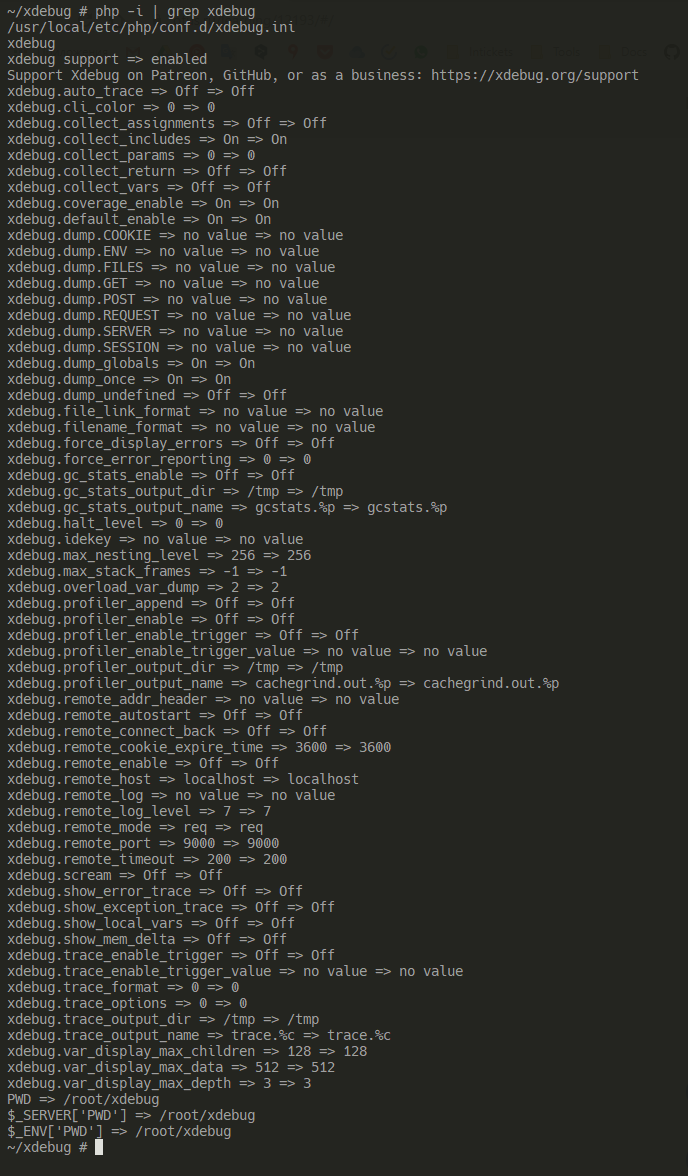 ~/xdebug # php -i | grep xdebug
/usr/local/etc/php/conf.d/xdebug.ini
xdebug
xdebug support => enabled
Support Xdebug on Patreon, GitHub, or as a business: https://xdebug.org/support
xdebug.auto_trace => Off => Off
xdebug.cli_color => 0 => 0
xdebug.collect_assignments => Off => Off
xdebug.collect_includes => On => On
xdebug.collect_params => 0 => 0
xdebug.collect_return => Off => Off
xdebug.collect_vars => Off => Off
xdebug.coverage_enable => On => On
xdebug.default_enable => On => On
xdebug.dump.COOKIE => no value => no value
xdebug.dump.ENV => no value => no value
xdebug.dump.FILES => no value => no value
xdebug.dump.GET => no value => no value
xdebug.dump.POST => no value => no value
xdebug.dump.REQUEST => no value => no value
xdebug.dump.SERVER => no value => no value
xdebug.dump.SESSION => no value => no value
xdebug.dump_globals => On => On
xdebug.dump_once => On => On
xdebug.dump_undefined => Off => Off
xdebug.file_link_format => no value => no value
xdebug.filename_format => no value => no value
xdebug.force_display_errors => Off => Off
xdebug.force_error_reporting => 0 => 0
xdebug.gc_stats_enable => Off => Off
xdebug.gc_stats_output_dir => /tmp => /tmp
xdebug.gc_stats_output_name => gcstats.%p => gcstats.%p
xdebug.halt_level => 0 => 0
xdebug.idekey => no value => no value
xdebug.max_nesting_level => 256 => 256
xdebug.max_stack_frames => -1 => -1
xdebug.overload_var_dump => 2 => 2
xdebug.profiler_append => Off => Off
xdebug.profiler_enable => Off => Off
xdebug.profiler_enable_trigger => Off => Off
xdebug.profiler_enable_trigger_value => no value => no value
xdebug.profiler_output_dir => /tmp => /tmp
xdebug.profiler_output_name => cachegrind.out.%p => cachegrind.out.%p
xdebug.remote_addr_header => no value => no value
xdebug.remote_autostart => Off => Off
xdebug.remote_connect_back => Off => Off
xdebug.remote_cookie_expire_time => 3600 => 3600
xdebug.remote_enable => Off => Off
xdebug.remote_host => localhost => localhost
xdebug.remote_log => no value => no value
xdebug.remote_log_level => 7 => 7
xdebug.remote_mode => req => req
xdebug.remote_port => 9000 => 9000
xdebug.remote_timeout => 200 => 200
xdebug.scream => Off => Off
xdebug.show_error_trace => Off => Off
xdebug.show_exception_trace => Off => Off
xdebug.show_local_vars => Off => Off
xdebug.show_mem_delta => Off => Off
xdebug.trace_enable_trigger => Off => Off
xdebug.trace_enable_trigger_value => no value => no value
xdebug.trace_format => 0 => 0
xdebug.trace_options => 0 => 0
xdebug.trace_output_dir => /tmp => /tmp
xdebug.trace_output_name => trace.%c => trace.%c
xdebug.var_display_max_children => 128 => 128
xdebug.var_display_max_data => 512 => 512
xdebug.var_display_max_depth => 3 => 3
PWD => /root/xdebug
$_SERVER['PWD'] => /root/xdebug
$_ENV['PWD'] => /root/xdebug
~/xdebug #